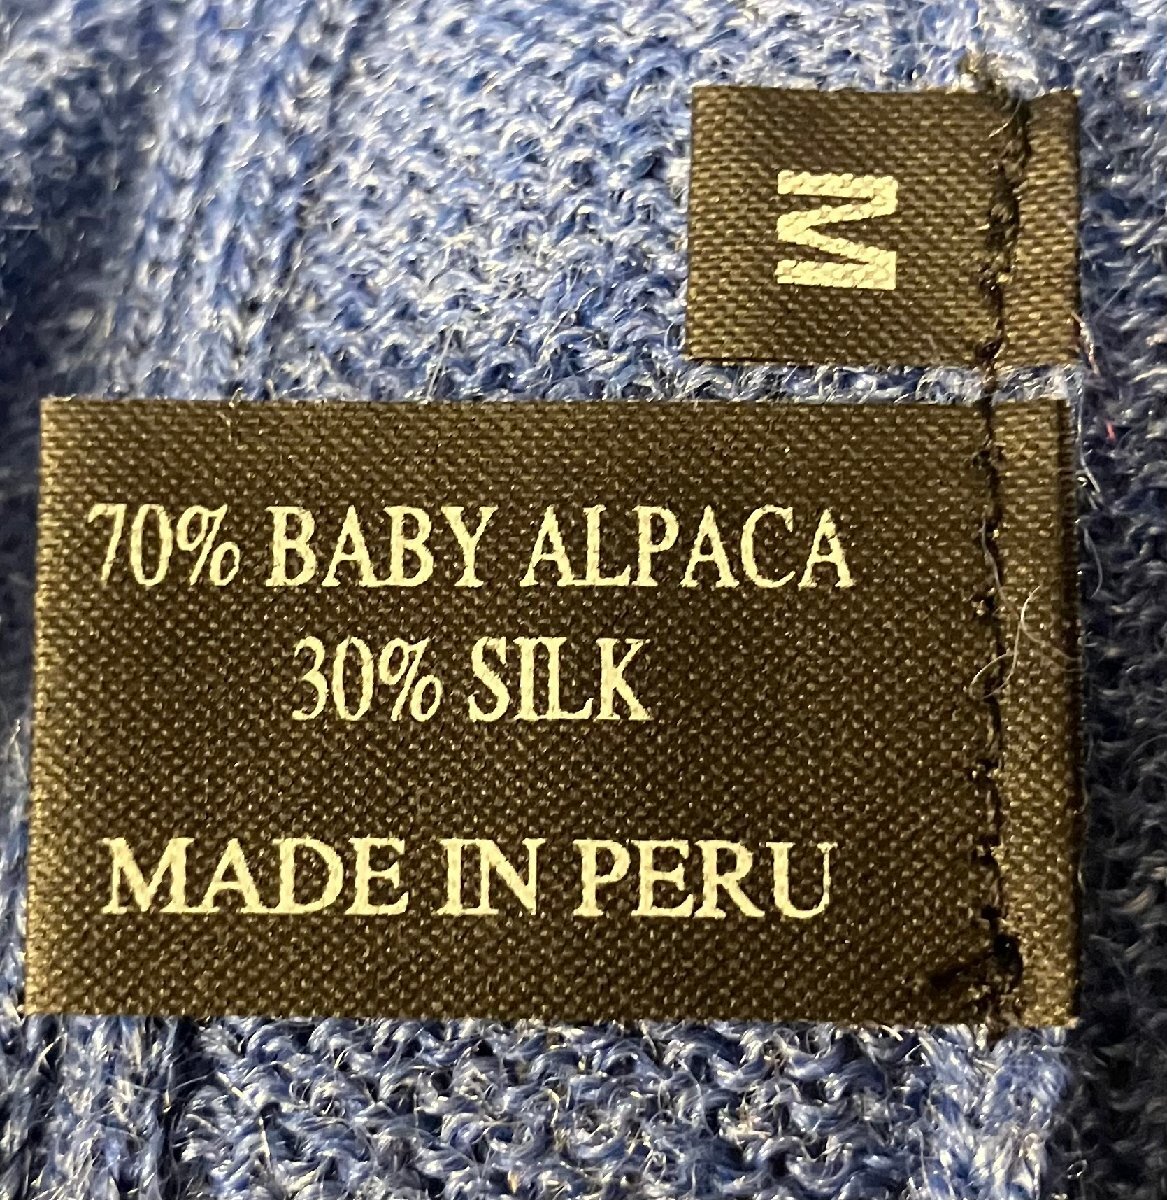 M
70% BABY ALPACA
30% SILK
MADE IN PERU